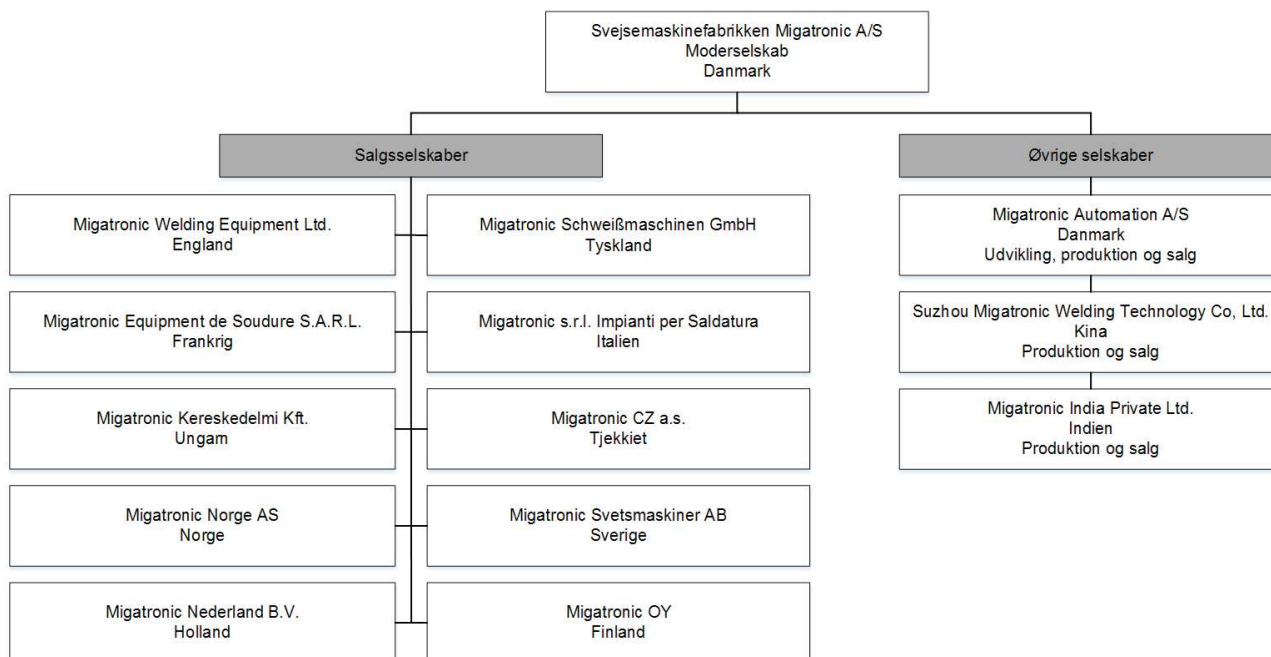 Svejsemaskinefabrikken Migatronic A/S
Moderselskab
Danmark
Salgsselskaber
Migatronic Welding Equipment Ltd.
England
Migatronic Schweißmaschinen GmbH
Tyskland
Migatronic Equipment de Soudure S.A.R.L.
Frankrig
Migatronic s.r.l. Impianti per Saldatura
Italien
Migatronic Kereskedelmi Kft.
Ungarn
Migatronic CZ a.s.
Tjekkiet
Migatronic Norge AS
Norge
Migatronic Svetsmaskiner AB
Sverige
Migatronic Nederland B.V.
Holland
Migatronic OY
Finland
Øvrige selskaber
Migatronic Automation A/S
Danmark
Udvikling, produktion og salg
Suzhou Migatronic Welding Technology Co, Ltd.
Kina
Produktion og salg
Migatronic India Private Ltd.
Indien
Produktion og salg